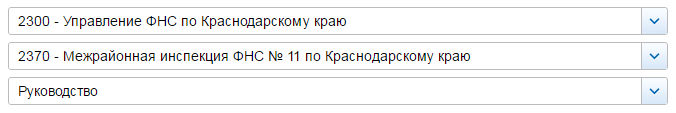 2300 - Управление ФНС по Краснодарскому краю
2370 - Межрайонная инспекция ФНС № 11 по Краснодарскому краю
Руководство